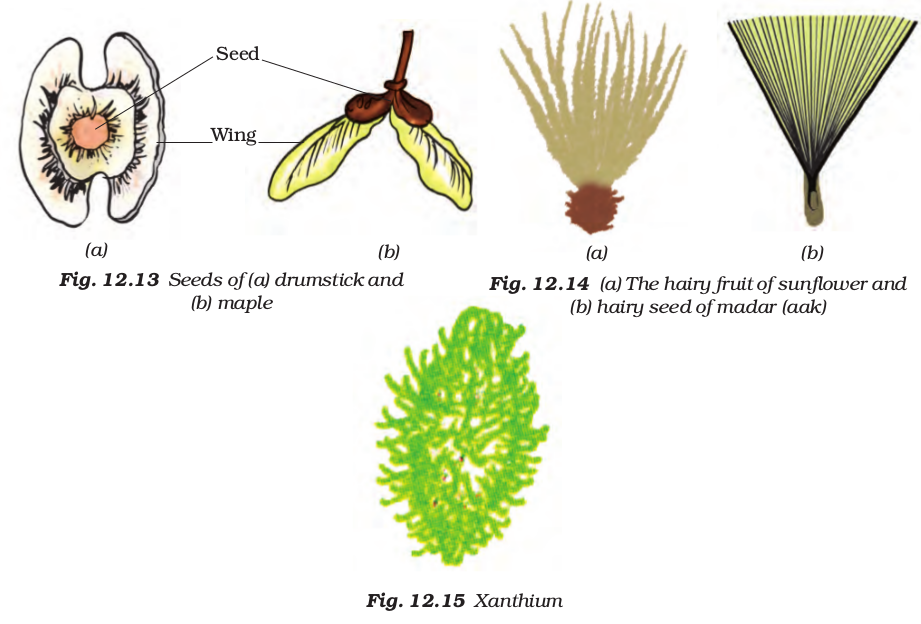 Seed
Wing
(a)
(b)
Fig. 12.13 Seeds of (a) drumstick and
(b) maple
(a)
(b)
Fig. 12.14 (a) The hairy fruit of sunflower and
(b) hairy seed of madar (aak)
Fig. 12.15 Xanthium